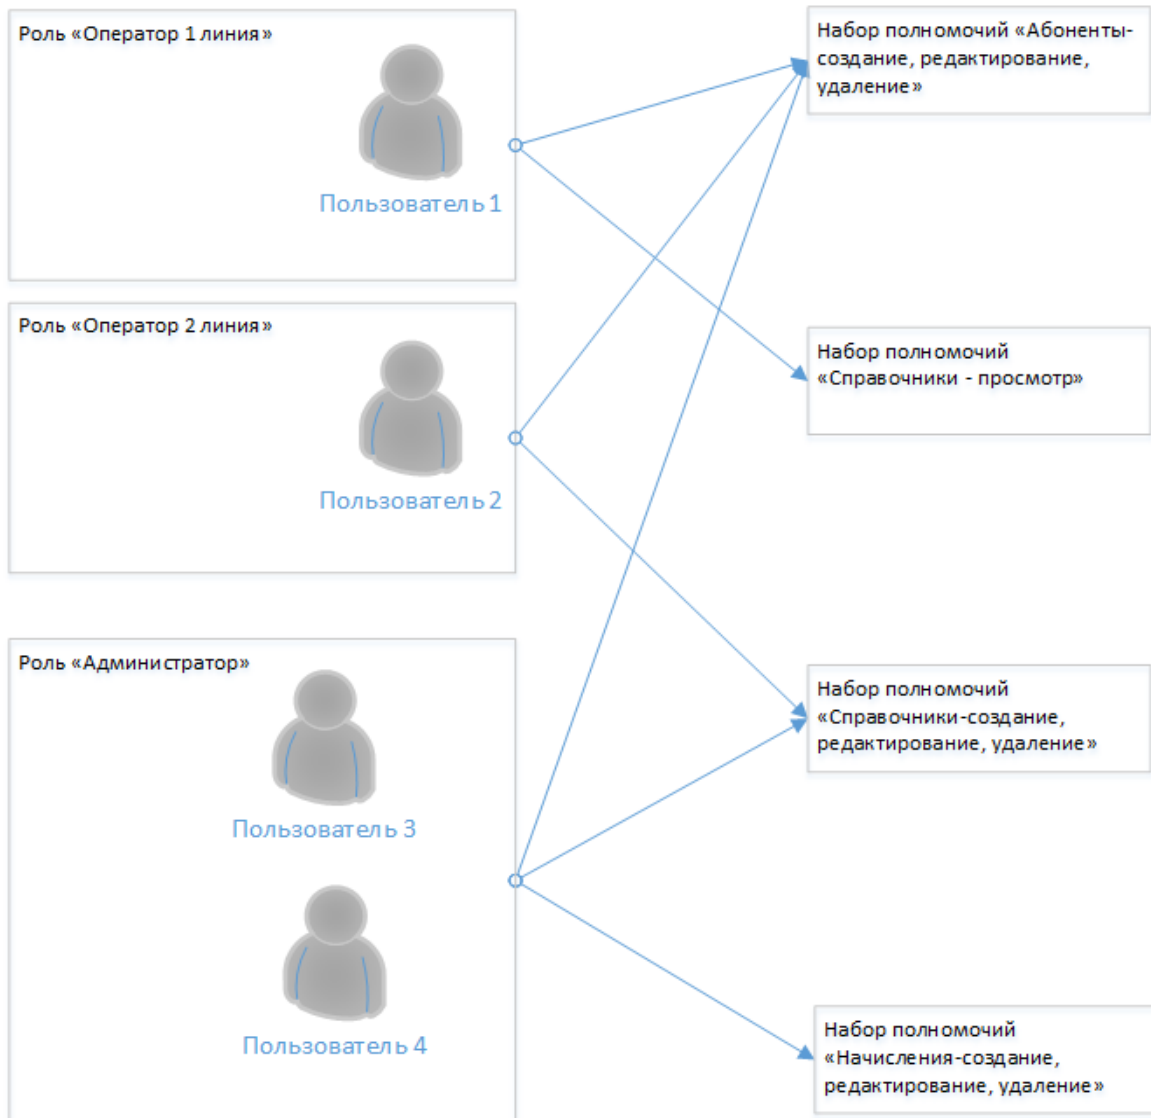 Роль «Оператор 1 линия»
Пользователь 1
Роль «Оператор 2 линия»
Пользователь 2
Роль «Администратор»
Пользователь 3
Пользователь 4
Набор полномочий «Абоненты-
создание, редактирование,
удаление»
Набор полномочий
«Справочники - просмотр»
Набор полномочий
«Справочники-создание,
редактирование, удаление»
Набор полномочий
«Начисления-создание,
редактирование, удаление»